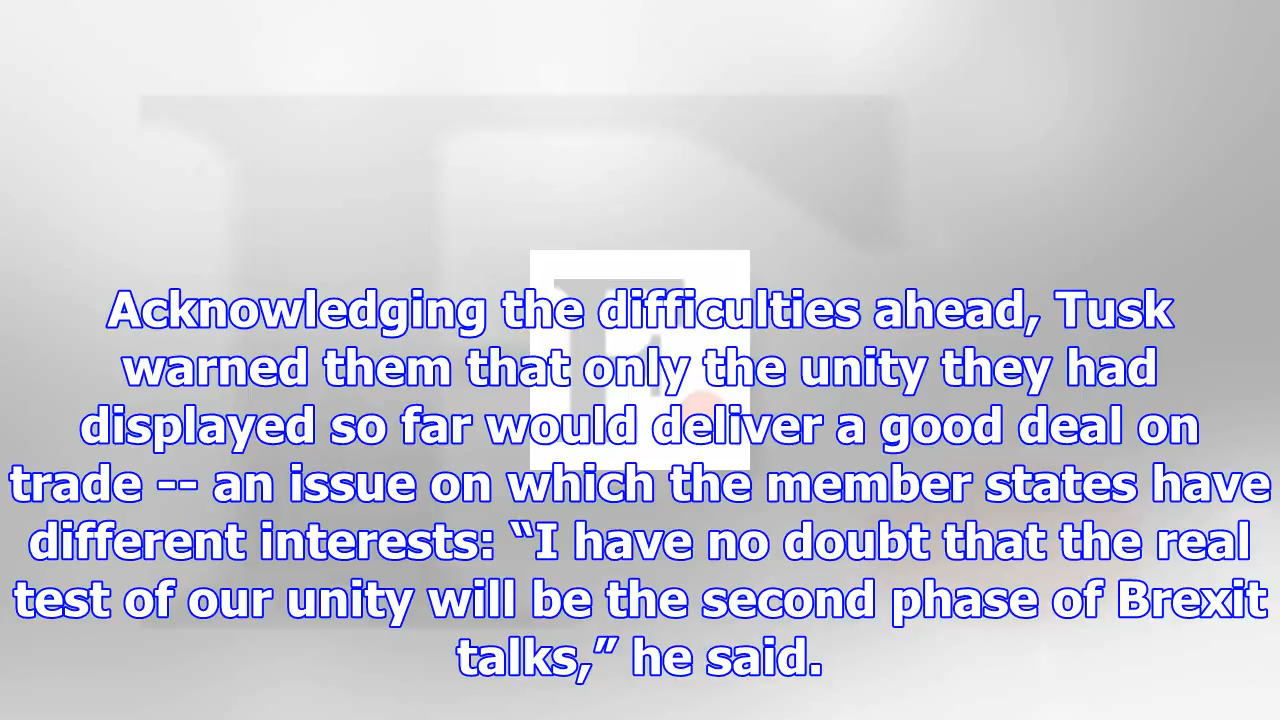 Acknowledging the difficulties ahead, Tusk
warned them that only the unity they had
displayed so far would deliver a good deal on
trade -- an issue on which the member states have
different interests: “I have no doubt that the real
test of our unity will be the second phase of Brexit
talks,” he said.